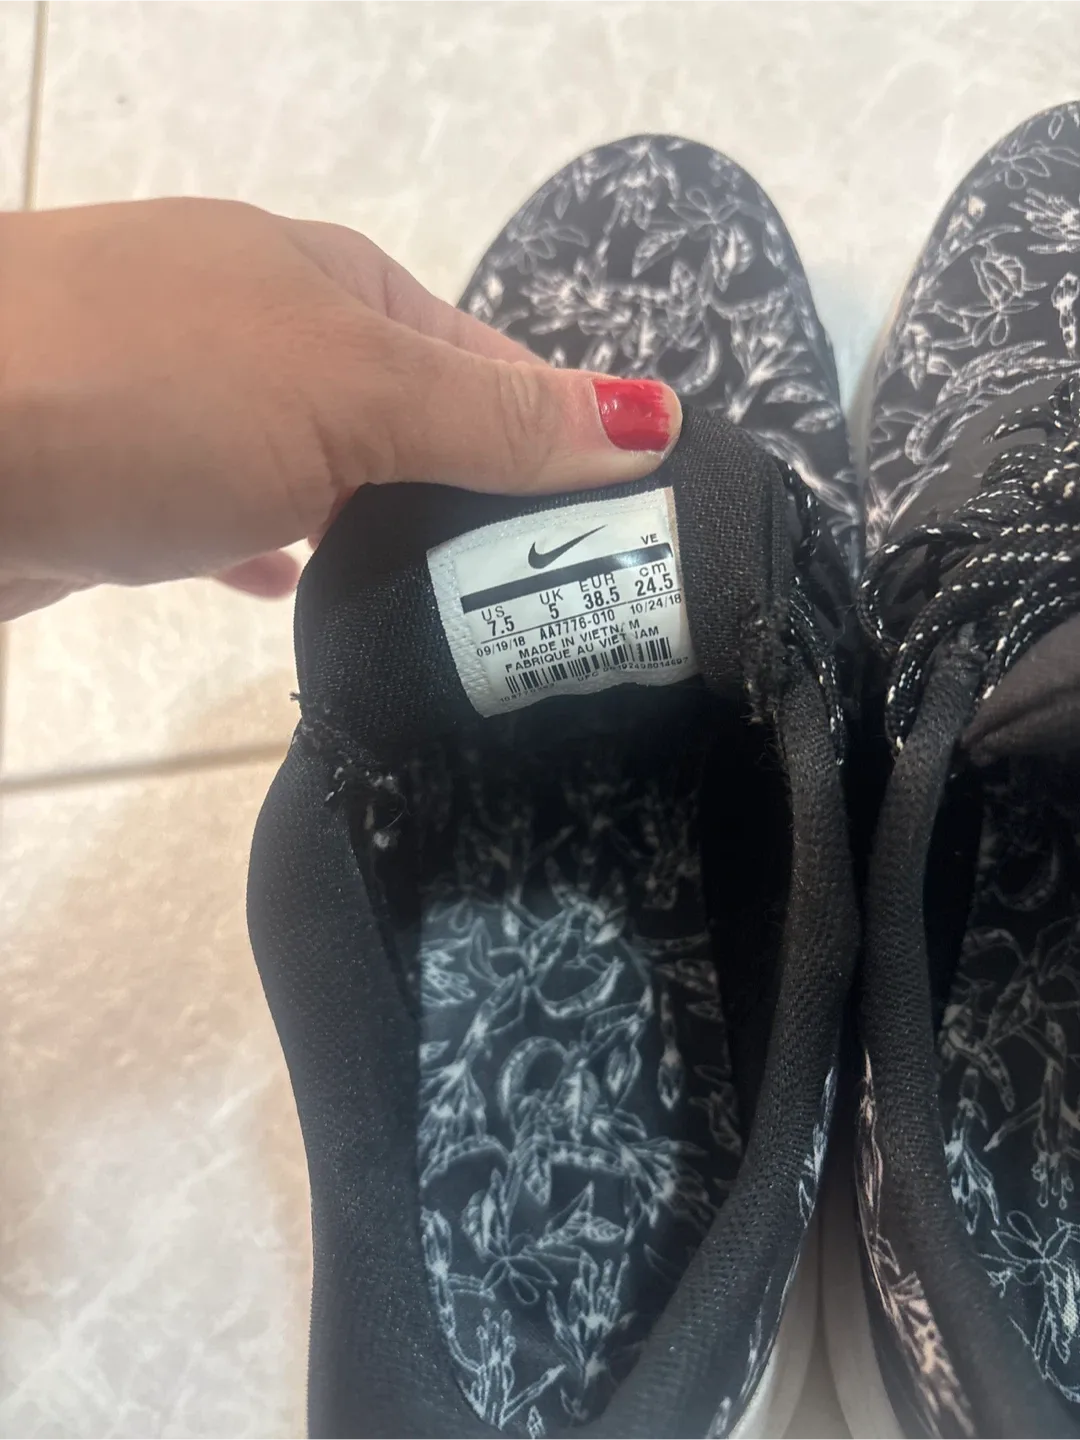 VE
US UK EUR cm
7.5 5 38.5 24.5
09/19/18 AA7776-010 10/24/18
MADE IN VIETNAM
FABRIQUE AU VIETNAM
UPC